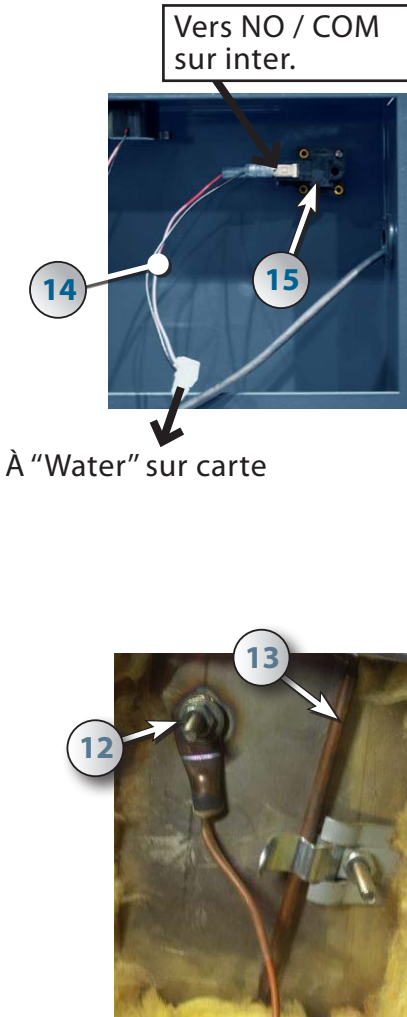 Vers NO / COM
sur inter.
14
15
À “Water” sur carte
13
12